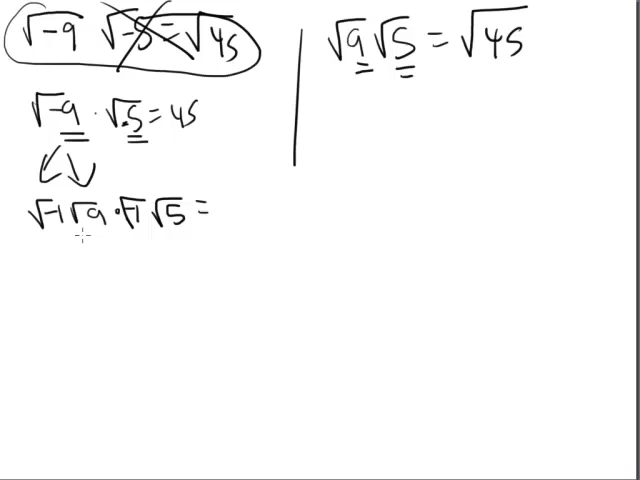 √-9 √-5 = √45
√-9 · √-5 = 45
√-1 √9 · √-1 √5 =
√9 √5 = √45